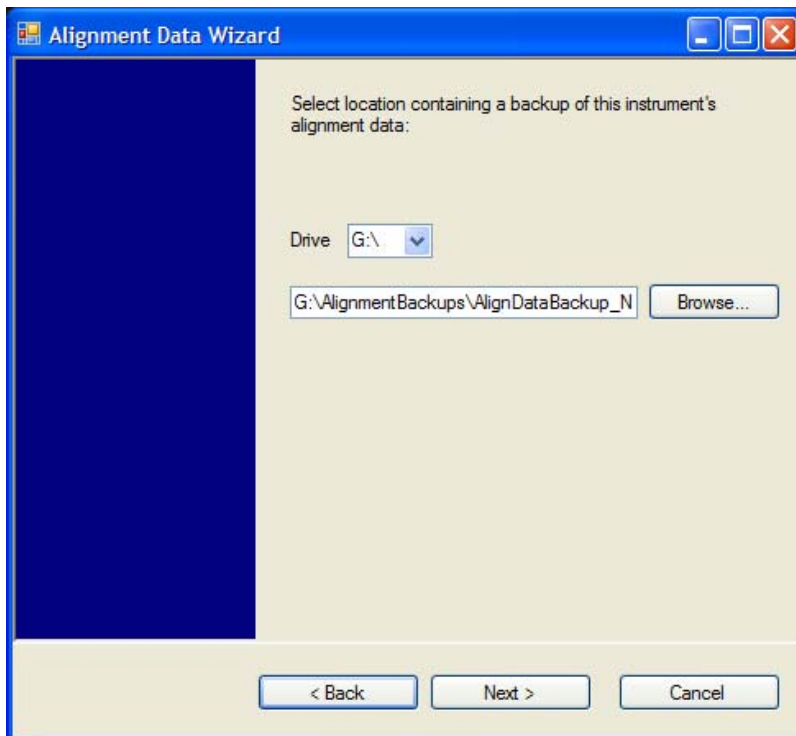 Alignment Data Wizard
Select location containing a backup of this instrument's
alignment data:
Drive G:\
G:\AlignmentBackups\AlignDataBackup_N Browse...
< Back Next > Cancel